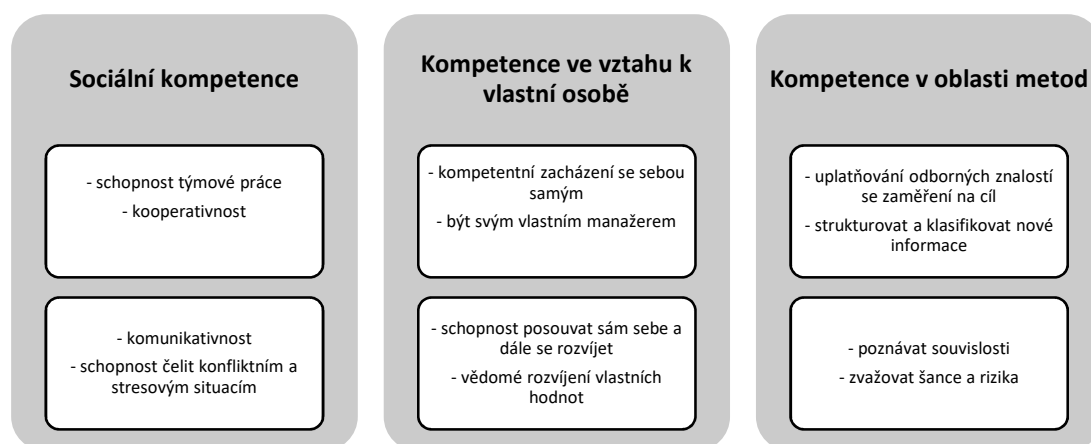 Sociální kompetence
- schopnost týmové práce
- kooperativnost
- komunikativnost
- schopnost čelit konfliktním a
stresovým situacím
Kompetence ve vztahu k
vlastní osobě
- kompetentní zacházení se sebou
samým
- být svým vlastním manažerem
- schopnost posouvat sám sebe a
dále se rozvíjet
- vědomé rozvíjení vlastních
hodnot
Kompetence v oblasti metod
- uplatňování odborných znalostí
se zaměření na cíl
- strukturovat a klasifikovat nové
informace
- poznávat souvislosti
- zvažovat šance a rizika